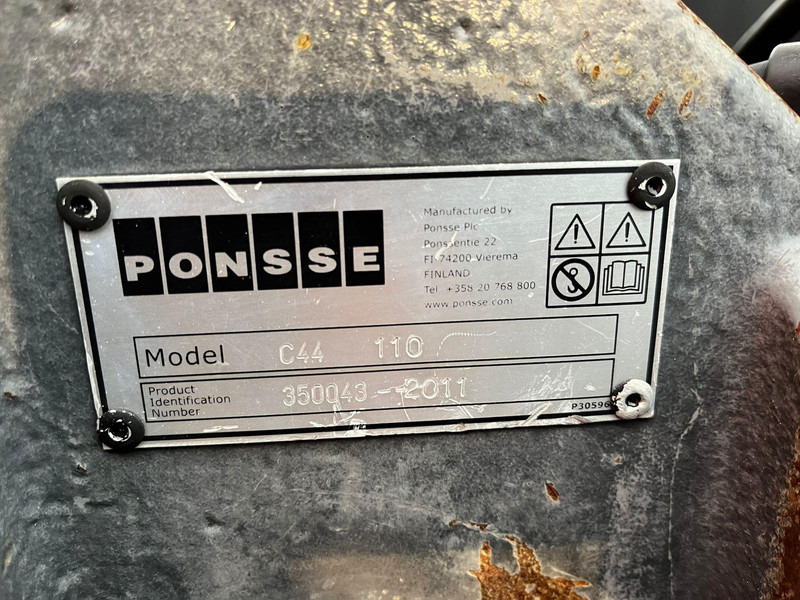 PONSSE
Manufactured by
Ponsse Plc
Ponssentie 22
FI-74200 Vieremä
FINLAND
Tel. +358 20 768 800
www.ponsse.com
Model C44 110
Product
Identification
Number
350043-2011
P30596